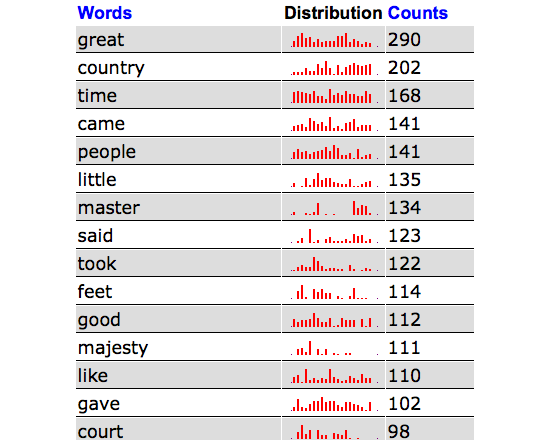 Words Distribution Counts
great 290
country 202
time 168
came 141
people 141
little 135
master 134
said 123
took 122
feet 114
good 112
majesty 111
like 110
gave 102
court 98